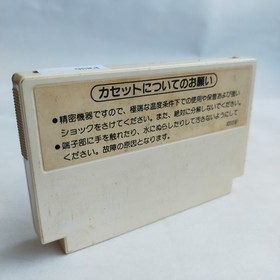 カセットについてのお願い
●精密機器ですので、極端な温度条件下での使用や保管および強い
ショックをさけてください。また、絶対に分解しないでください。
●端子部に手を触れたり、水にぬらしたりして汚さないようにして
ください。故障の原因となります。